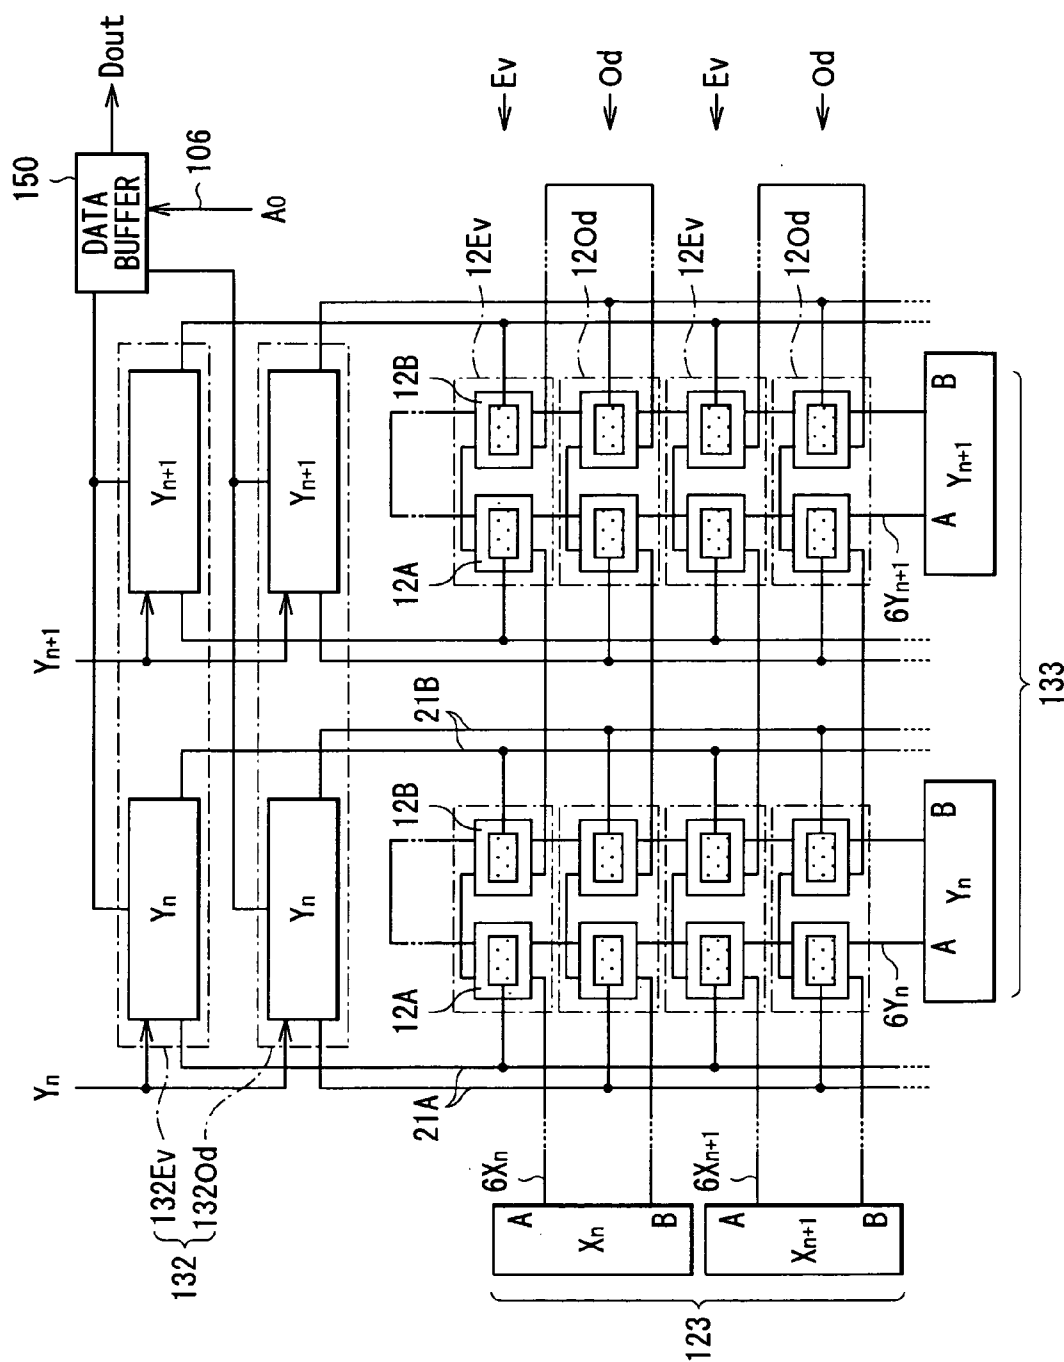 150
DATA
BUFFER
Dout
106
A0
Yn+1
Yn
132Ev
132Od
132
Yn
Yn+1
Yn
Yn+1
21A
21B
12A
12B
12A
12B
12Ev
12Od
12Ev
12Od
Ev
Od
Ev
Od
6Xn
6Xn+1
A
Xn
B
A
Xn+1
B
123
6Yn
6Yn+1
A
Yn
B
A
Yn+1
B
133